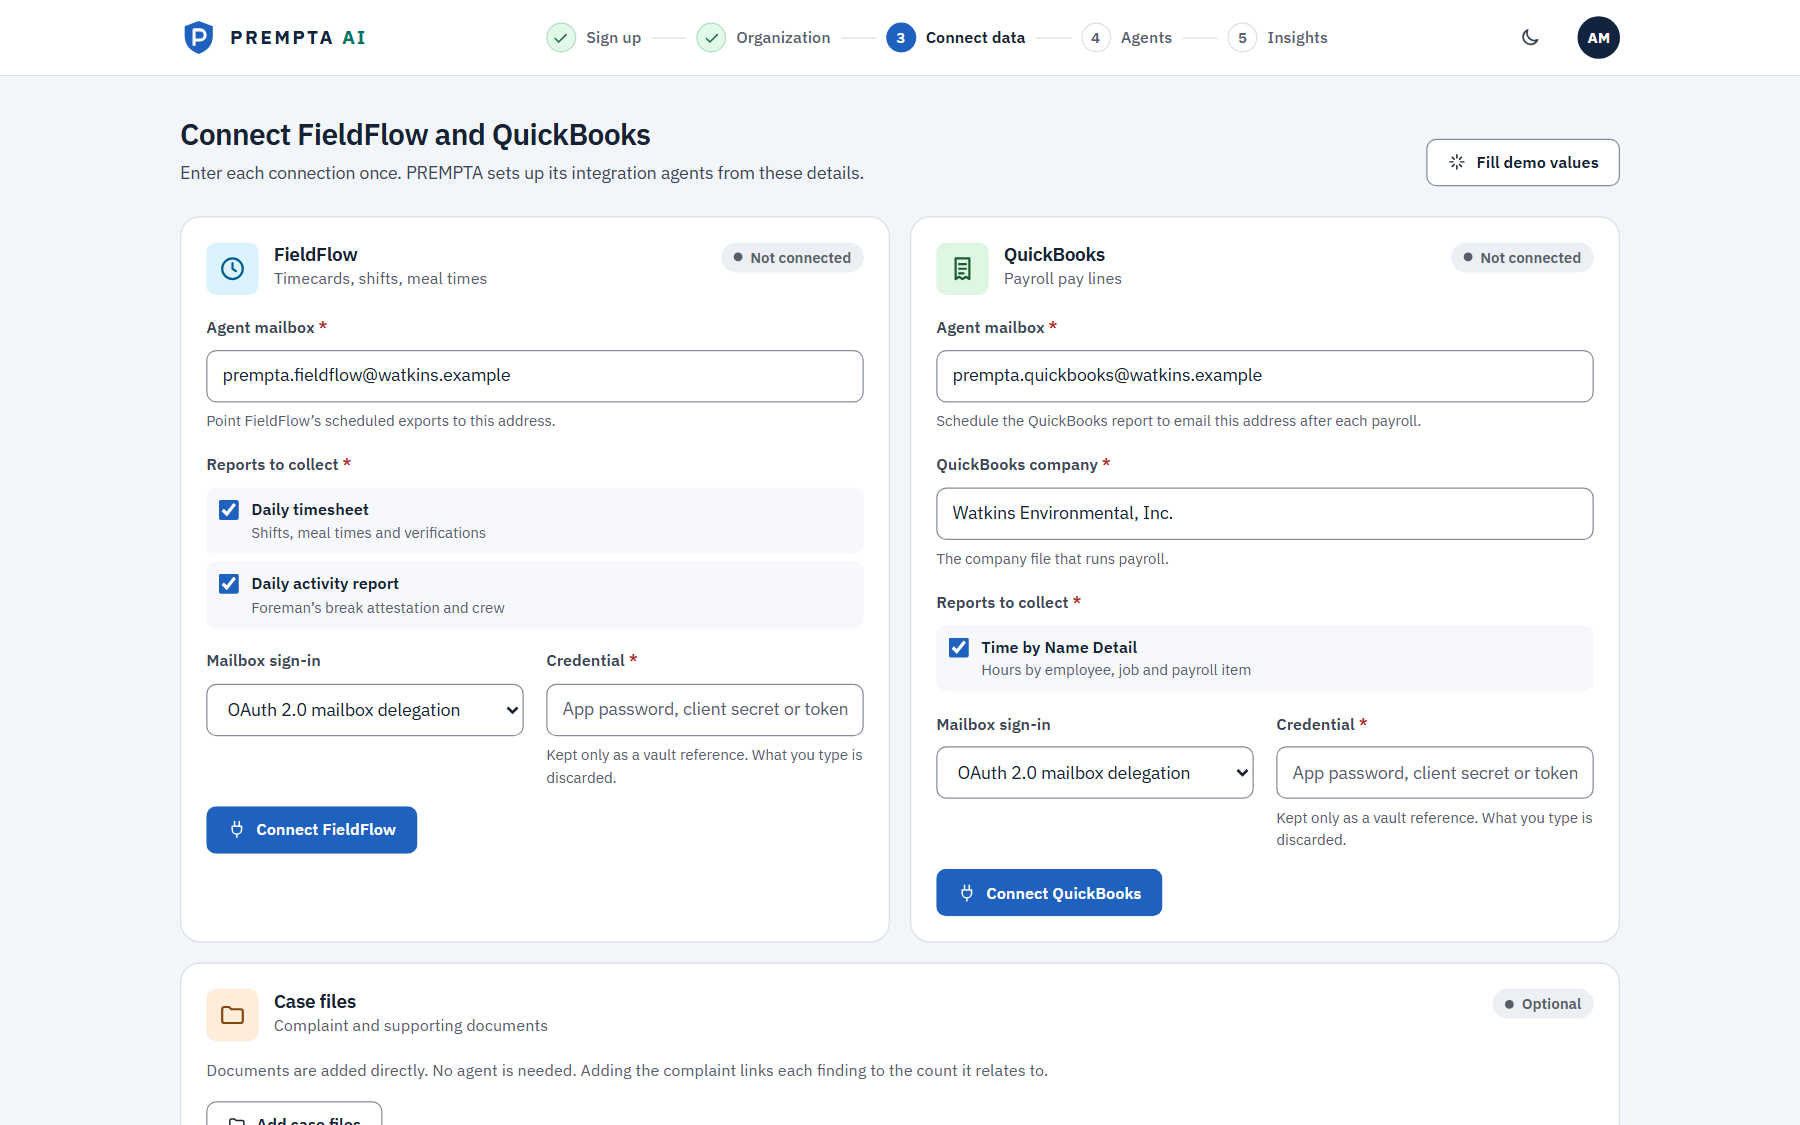 PREMPTA AI
Sign up
Organization
3 Connect data
4 Agents
5 Insights
AM
Connect FieldFlow and QuickBooks
Enter each connection once. PREMPTA sets up its integration agents from these details.
Fill demo values
FieldFlow
Timecards, shifts, meal times
Not connected
Agent mailbox *
prempta.fieldflow@watkins.example
Point FieldFlow’s scheduled exports to this address.
Reports to collect *
Daily timesheet
Shifts, meal times and verifications
Daily activity report
Foreman’s break attestation and crew
Mailbox sign-in
OAuth 2.0 mailbox delegation
Credential *
App password, client secret or token
Kept only as a vault reference. What you type is
discarded.
Connect FieldFlow
QuickBooks
Payroll pay lines
Not connected
Agent mailbox *
prempta.quickbooks@watkins.example
Schedule the QuickBooks report to email this address after each payroll.
QuickBooks company *
Watkins Environmental, Inc.
The company file that runs payroll.
Reports to collect *
Time by Name Detail
Hours by employee, job and payroll item
Mailbox sign-in
OAuth 2.0 mailbox delegation
Credential *
App password, client secret or token
Kept only as a vault reference. What you type is
discarded.
Connect QuickBooks
Case files
Complaint and supporting documents
Optional
Documents are added directly. No agent is needed. Adding the complaint links each finding to the count it relates to.
Add case files